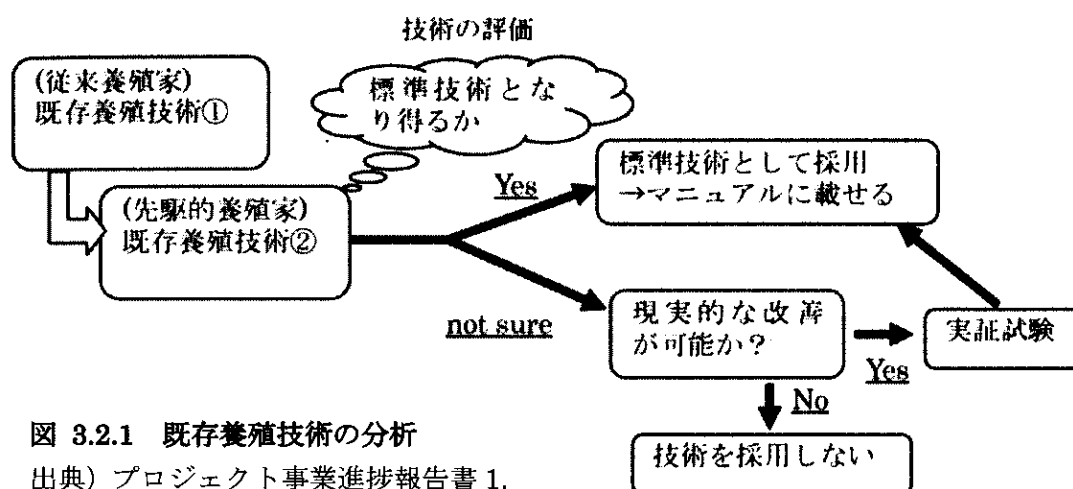 技術の評価
(従来養殖家)
既存養殖技術①
標準技術とな
り得るか
(先駆的養殖家)
既存養殖技術②
Yes
標準技術として採用
→マニュアルに載せる
not sure
現実的な改善
が可能か？
Yes
実証試験
No
技術を採用しない
図 3.2.1 既存養殖技術の分析
出典）プロジェクト事業進捗報告書 1.